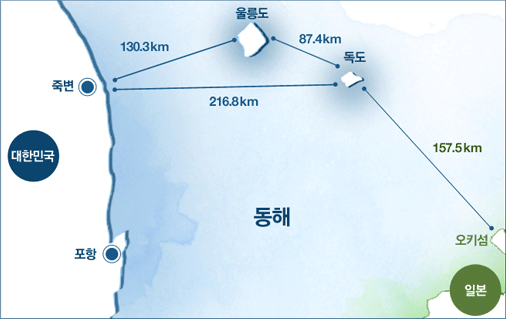 울릉도
130.3km
87.4km
독도
죽변
216.8km
157.5km
대한민국
동해
오키섬
포항
일본